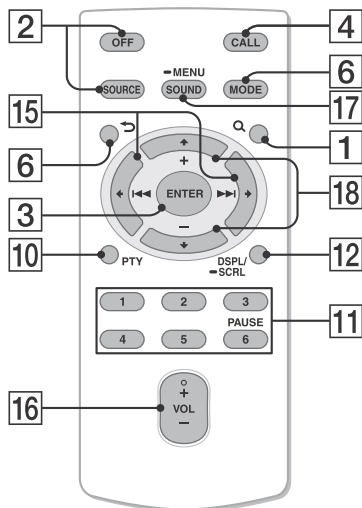 2 4
OFF CALL
-MENU
SOURCE SOUND MODE 6
15 17
6 1
+
ENTER 18
3
-
10 PTY DSPL/ 12
-SCRL
1 2 3
PAUSE 11
4 5 6
+
16 VOL
-